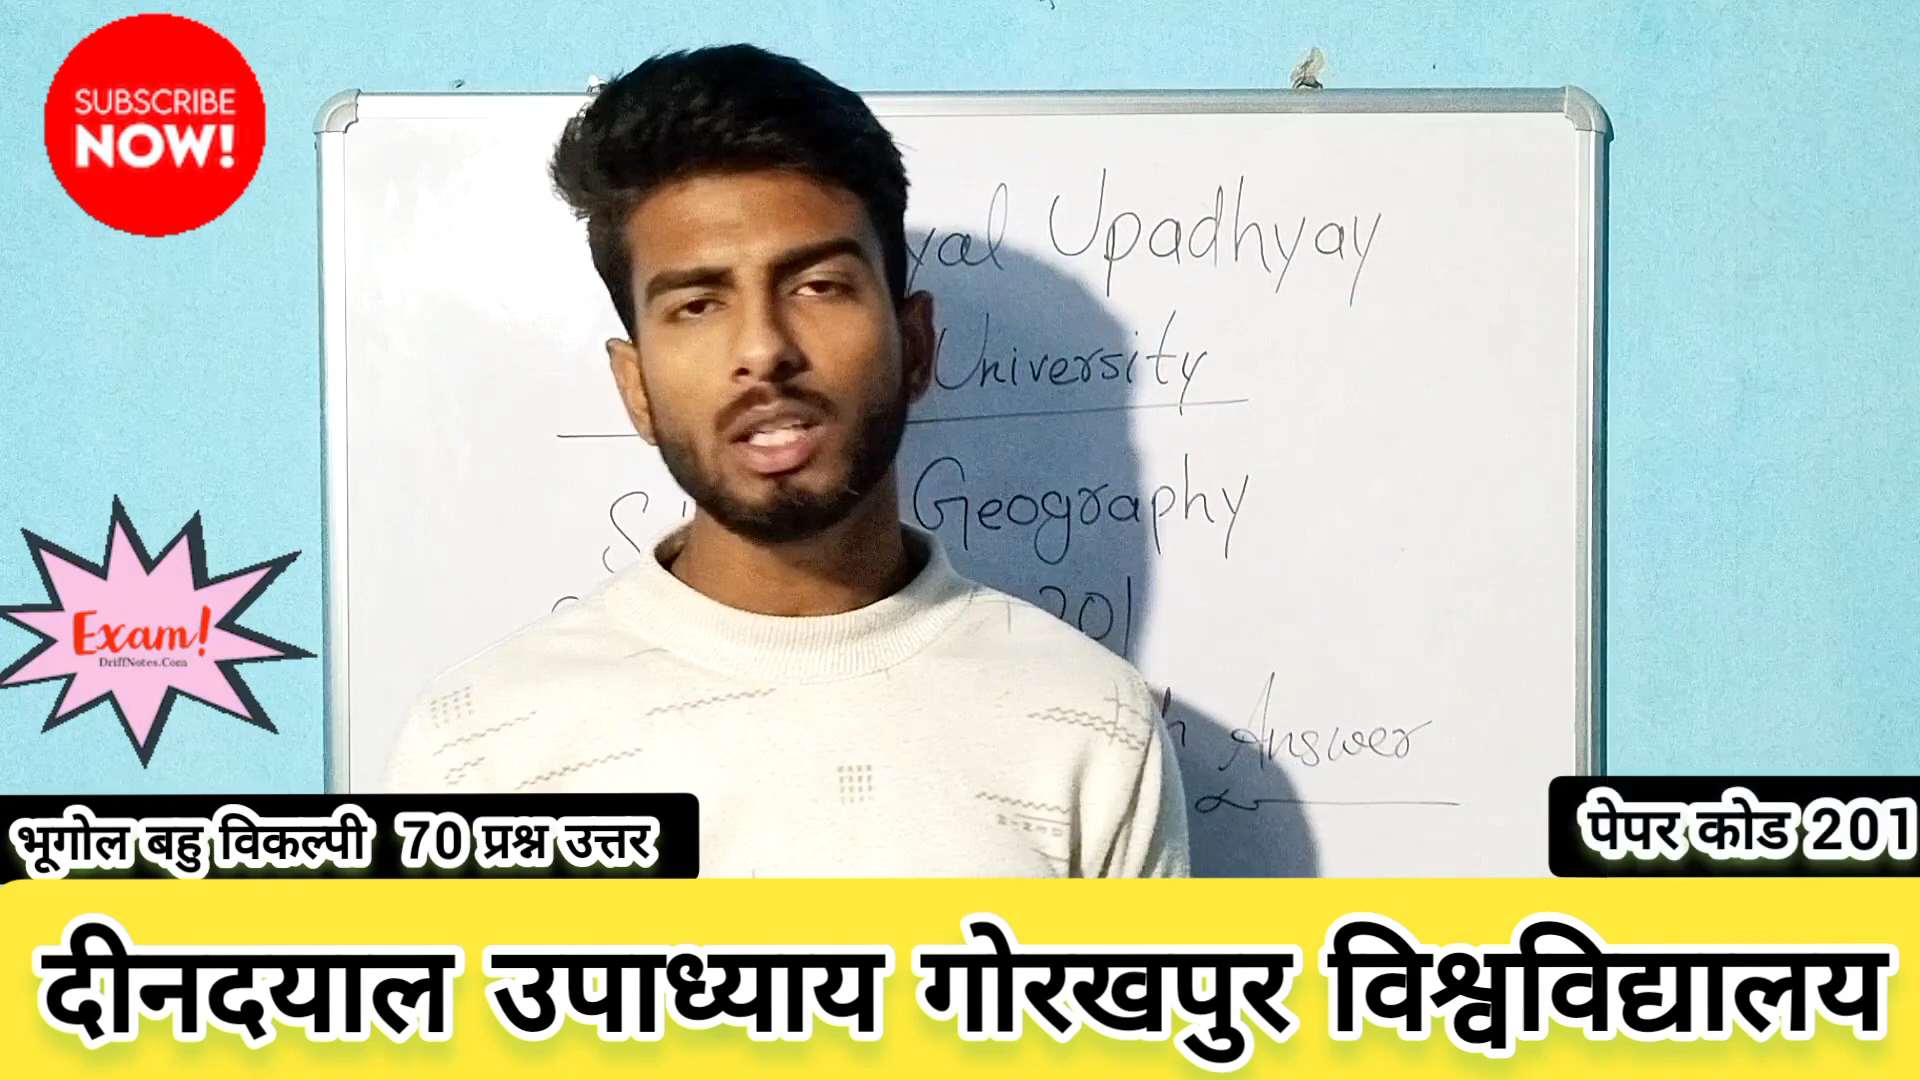 SUBSCRIBE
NOW!
yal Upadhyay
University
Geography
201
Answer
Exam!
DriffNotes.Com
भूगोल बहु विकल्पी 70 प्रश्न उत्तर
पेपर कोड 201
दीनदयाल उपाध्याय गोरखपुर विश्वविद्यालय